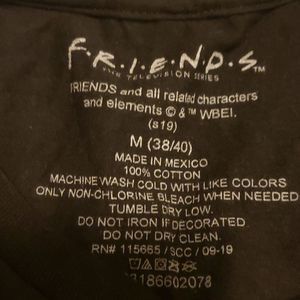 F·R·I·E·N·D·S™
THE TELEVISION SERIES
FRIENDS and all related characters
and elements © & ™ WBEI.
(s19)
M (38/40)
MADE IN MEXICO
100% COTTON
MACHINE WASH COLD WITH LIKE COLORS
ONLY NON-CHLORINE BLEACH WHEN NEEDED
TUMBLE DRY LOW.
DO NOT IRON IF DECORATED
DO NOT DRY CLEAN.
RN# 115665 / SCC / 09-19
3186602078